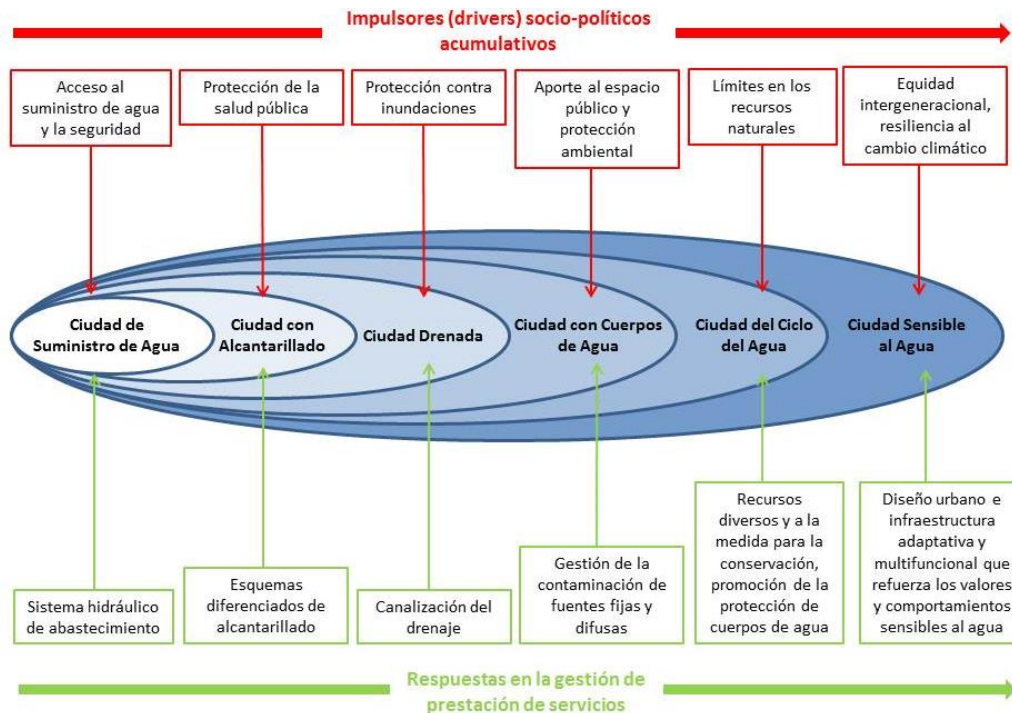 Impulsores (drivers) socio-políticos
acumulativos
Acceso al
suministro de agua
y la seguridad
Protección de la
salud pública
Protección contra
inundaciones
Aporte al espacio
público y
protección
ambiental
Límites en los
recursos
naturales
Equidad
intergeneracional,
resiliencia al
cambio climático
Ciudad de
Suministro de Agua
Ciudad con
Alcantarillado
Ciudad Drenada
Ciudad con Cuerpos
de Agua
Ciudad del Ciclo
del Agua
Ciudad Sensible
al Agua
Sistema hidráulico
de abastecimiento
Esquemas
diferenciados de
alcantarillado
Canalización del
drenaje
Gestión de la
contaminación de
fuentes fijas y
difusas
Recursos
diversos y a la
medida para la
conservación,
promoción de la
protección de
cuerpos de agua
Diseño urbano e
infraestructura
adaptativa y
multifuncional que
refuerza los valores
y comportamientos
sensibles al agua
Respuestas en la gestión de
prestación de servicios